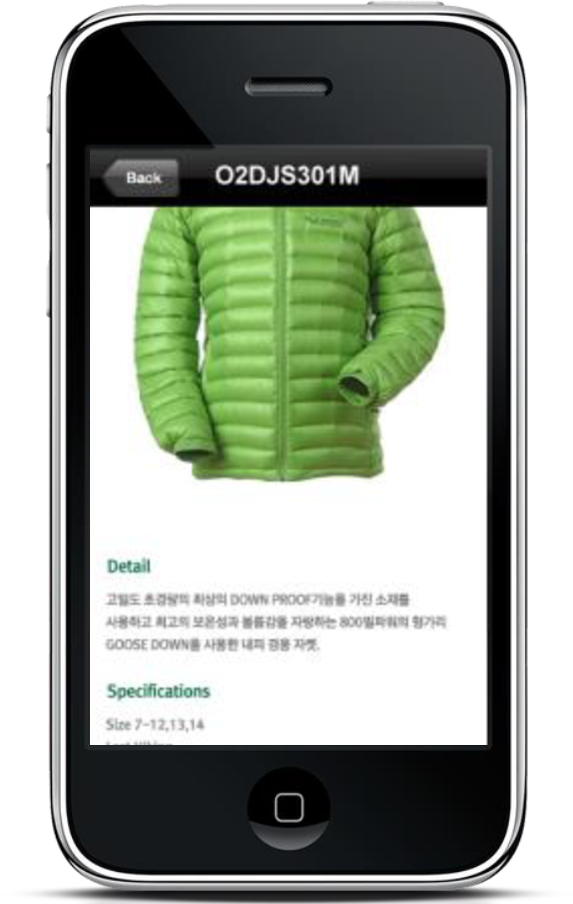 Back
O2DJS301M
Detail
고밀도 초경량의 최상의 DOWN PROOF기능을 가진 소재를
사용하고 최고의 보온성과 볼륨감을 자랑하는 800필파워의 헝가리
GOOSE DOWN을 사용한 내피 겸용 자켓.
Specifications
Size 7-12,13,14